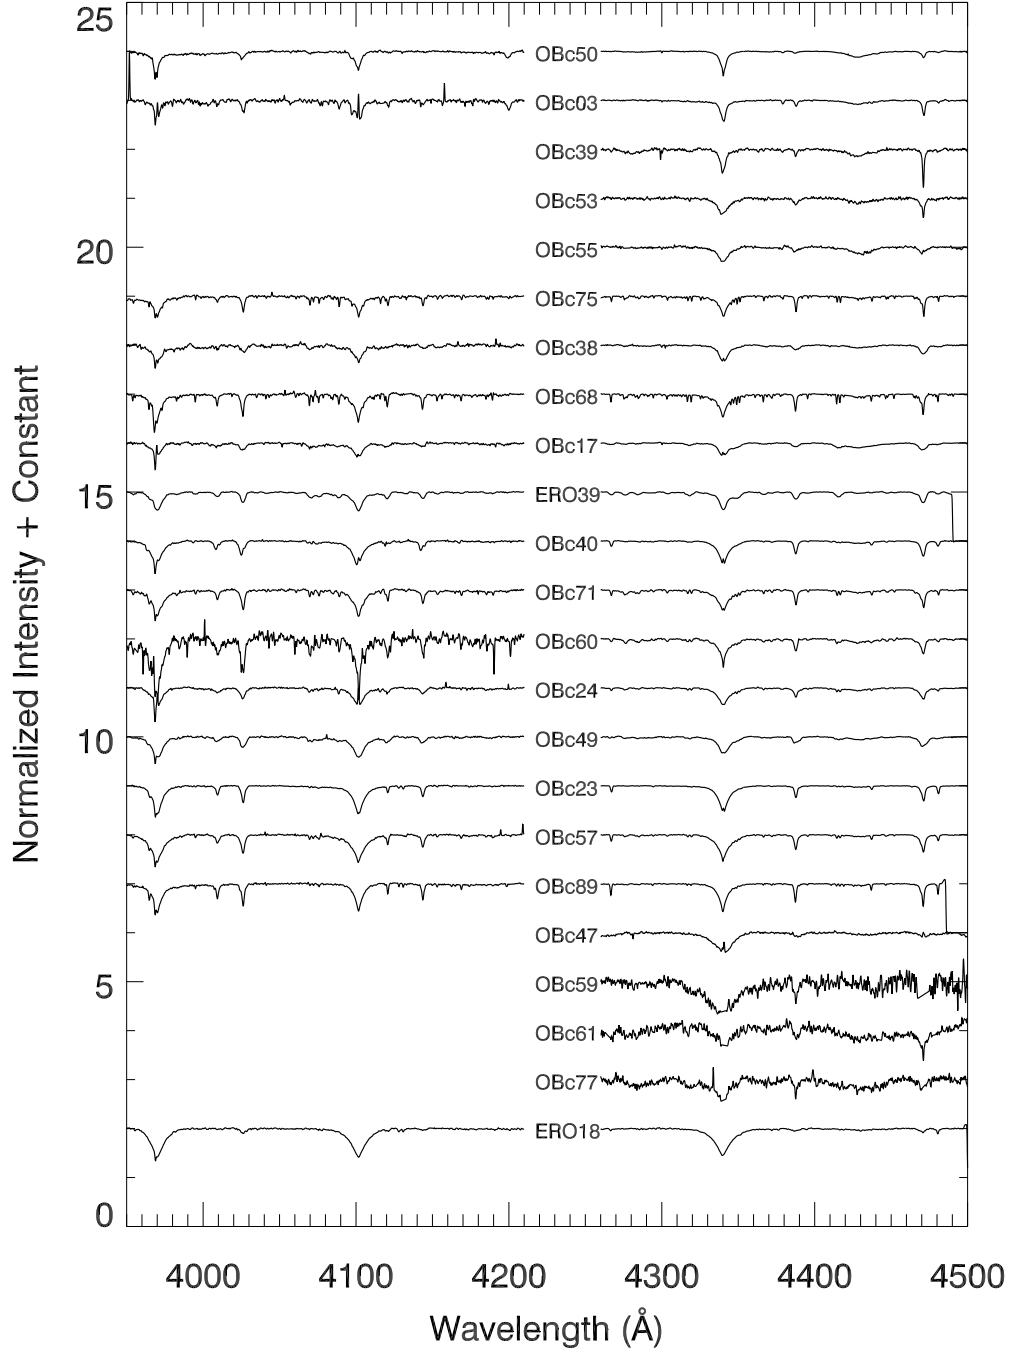 25
20
15
10
5
0
Normalized Intensity + Constant
OBc50
OBc03
OBc39
OBc53
OBc55
OBc75
OBc38
OBc68
OBc17
ERO39
OBc40
OBc71
OBc60
OBc24
OBc49
OBc23
OBc57
OBc89
OBc47
OBc59
OBc61
OBc77
ERO18
4000 4100 4200 4300 4400 4500
Wavelength (Å)